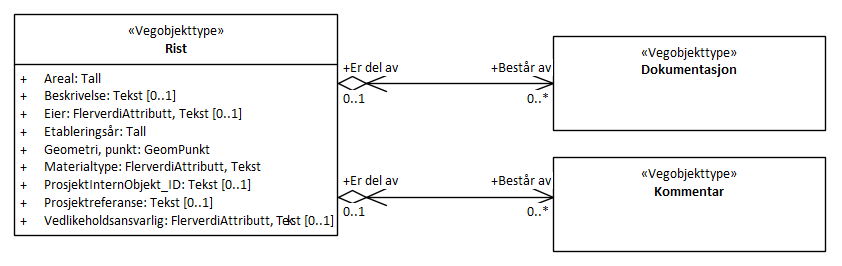 «Vegobjekttype»
Rist
+ Areal: Tall
+ Beskrivelse: Tekst [0..1]
+ Eier: FlerverdiAttributt, Tekst [0..1]
+ Etableringsår: Tall
+ Geometri, punkt: GeomPunkt
+ Materialtype: FlerverdiAttributt, Tekst
+ ProsjektInternObjekt_ID: Tekst [0..1]
+ Prosjektreferanse: Tekst [0..1]
+ Vedlikeholdsansvarlig: FlerverdiAttributt, Tekst [0..1]
+Er del av
0..1
+Består av
0..*
«Vegobjekttype»
Dokumentasjon
+Er del av
0..1
+Består av
0..*
«Vegobjekttype»
Kommentar